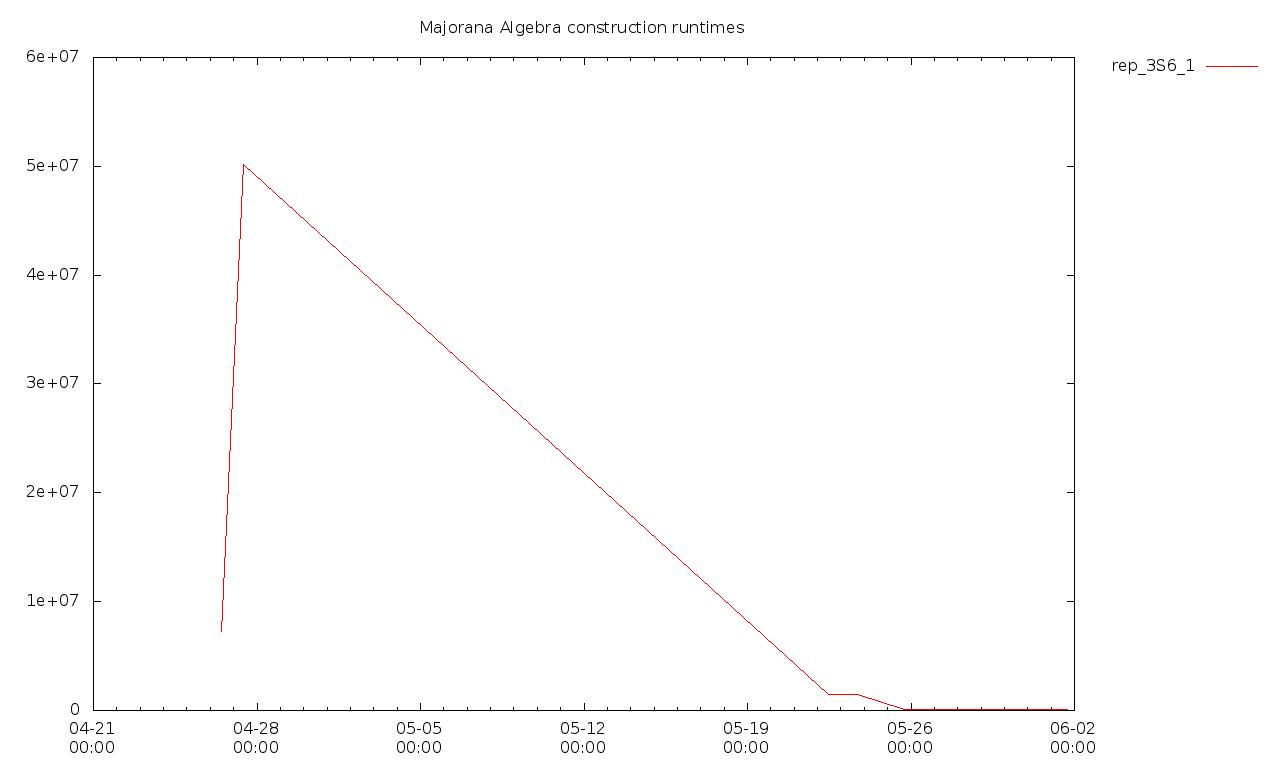 Majorana Algebra construction runtimes
rep_3S6_1
6e+07
5e+07
4e+07
3e+07
2e+07
1e+07
0
04-21 04-28 05-05 05-12 05-19 05-26 06-02
00:00 00:00 00:00 00:00 00:00 00:00 00:00